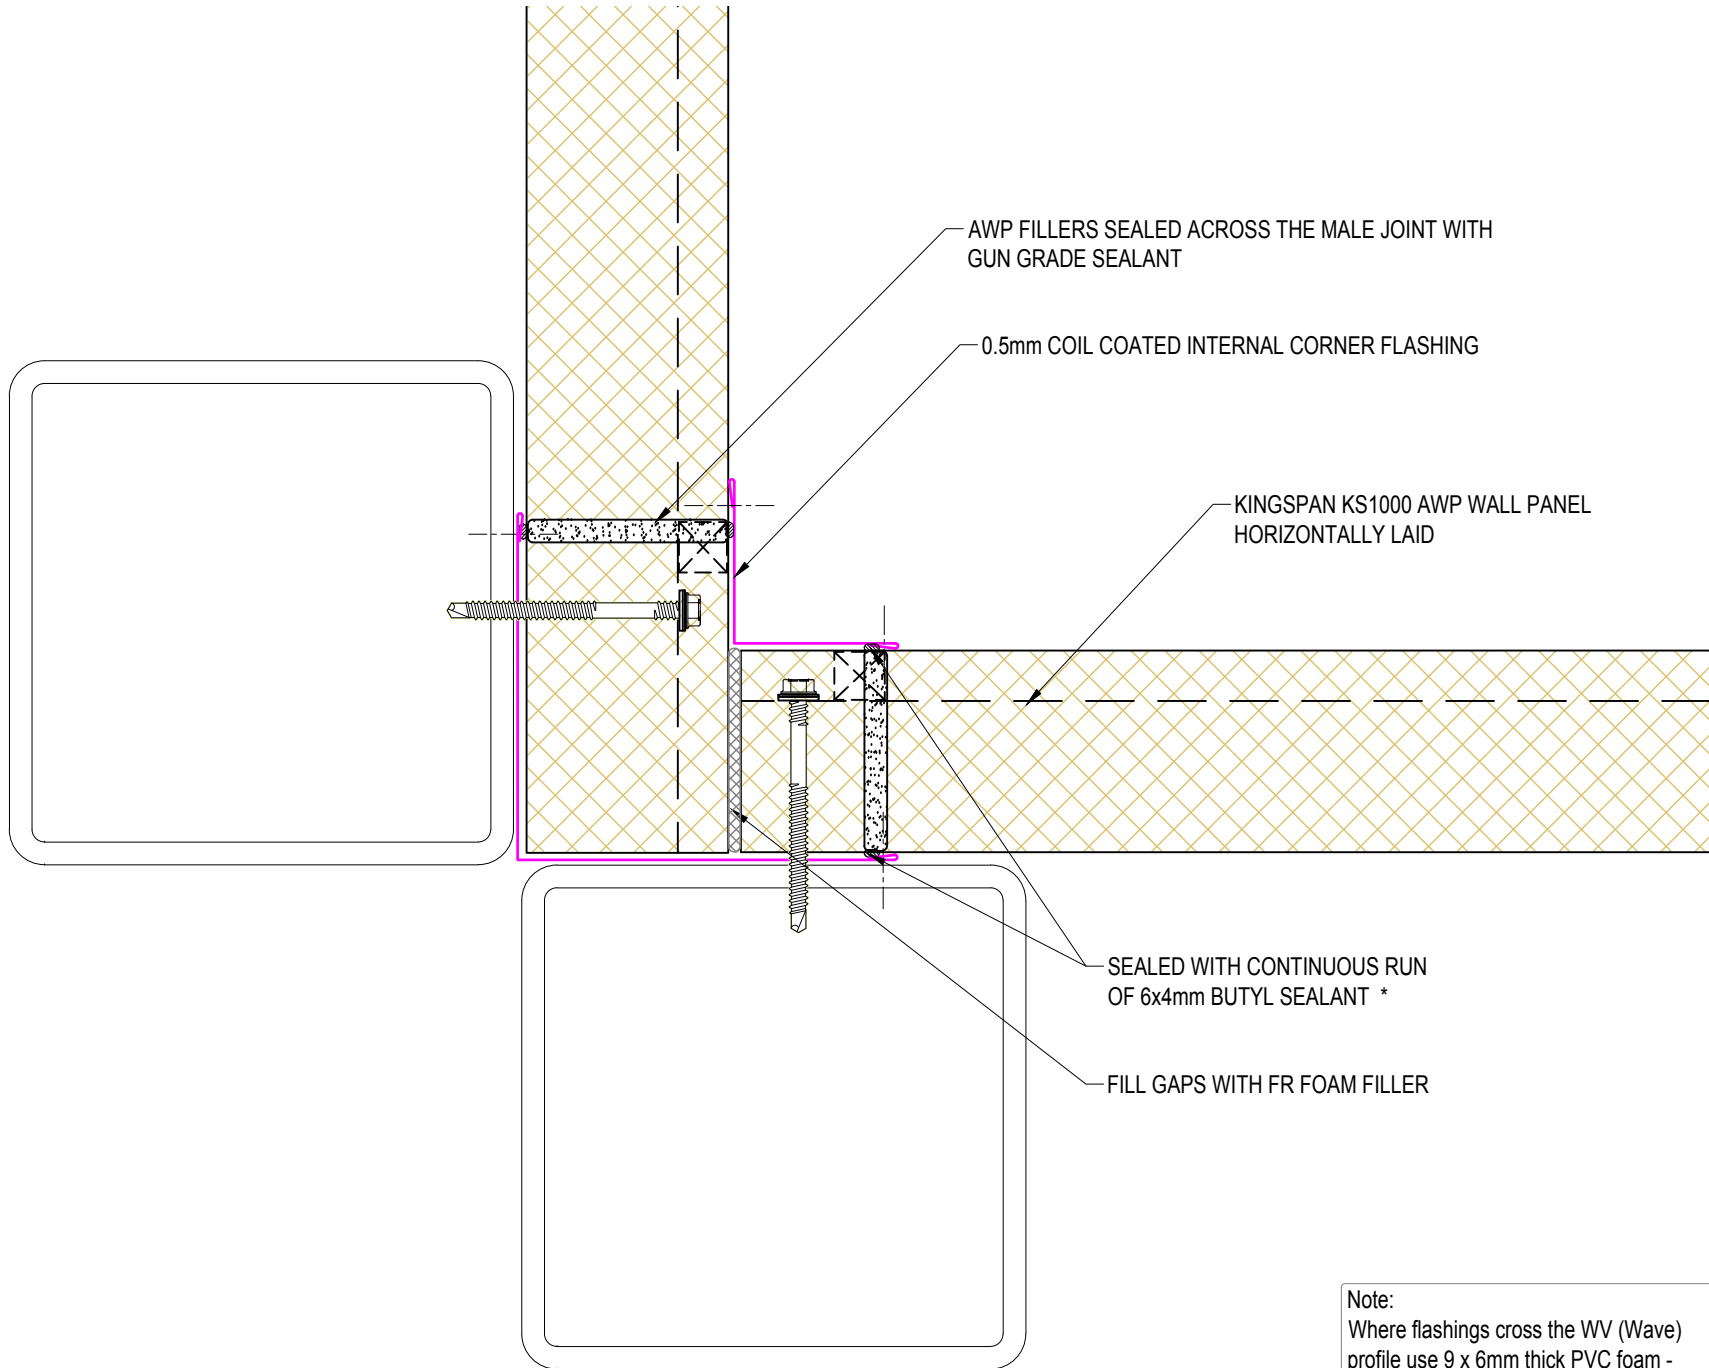 AWP FILLERS SEALED ACROSS THE MALE JOINT WITH
GUN GRADE SEALANT
0.5mm COIL COATED INTERNAL CORNER FLASHING
KINGSPAN KS1000 AWP WALL PANEL
HORIZONTALLY LAID
SEALED WITH CONTINUOUS RUN
OF 6x4mm BUTYL SEALANT *
FILL GAPS WITH FR FOAM FILLER
Note:
Where flashings cross the WV (Wave)
profile use 9 x 6mm thick PVC foam -